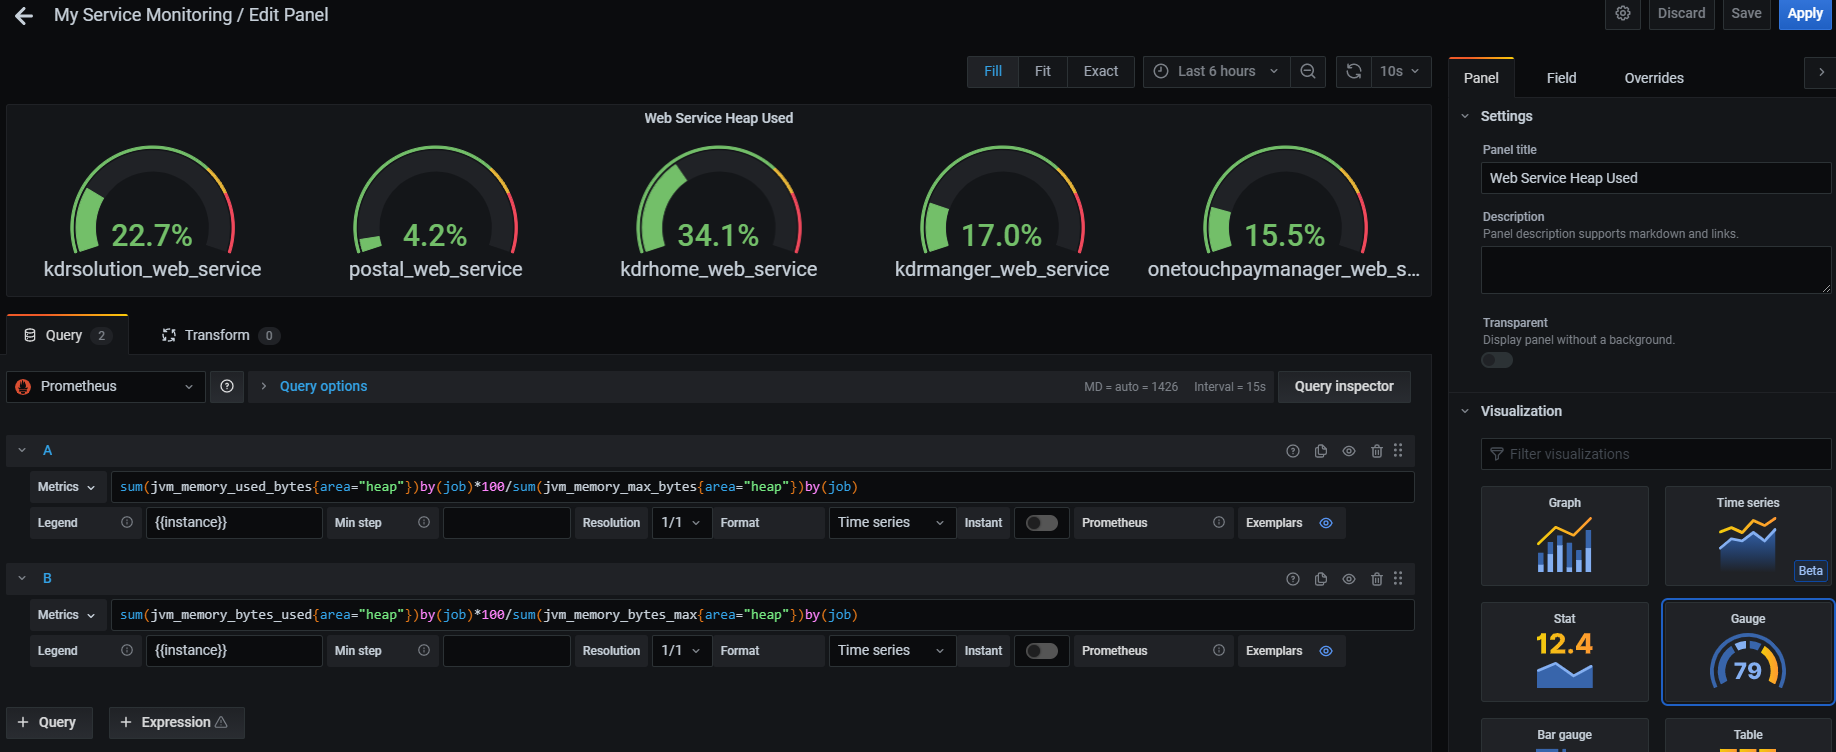 My Service Monitoring / Edit Panel
Discard
Save
Apply
Fill
Fit
Exact
Last 6 hours
10s
Web Service Heap Used
22.7%
kdrsolution_web_service
4.2%
postal_web_service
34.1%
kdrhome_web_service
17.0%
kdrmanger_web_service
15.5%
onetouchpaymanager_web_s...
Query 2
Transform 0
Prometheus
Query options
MD = auto = 1426
Interval = 15s
Query inspector
A
Metrics
sum(jvm_memory_used_bytes{area="heap"})by(job)*100/sum(jvm_memory_max_bytes{area="heap"})by(job)
Legend
{{instance}}
Min step
Resolution
1/1
Format
Time series
Instant
Prometheus
Exemplars
B
Metrics
sum(jvm_memory_bytes_used{area="heap"})by(job)*100/sum(jvm_memory_bytes_max{area="heap"})by(job)
Legend
{{instance}}
Min step
Resolution
1/1
Format
Time series
Instant
Prometheus
Exemplars
+ Query
+ Expression
Panel
Field
Overrides
Settings
Panel title
Web Service Heap Used
Description
Panel description supports markdown and links.
Transparent
Display panel without a background.
Visualization
Filter visualizations
Graph
Time series
Beta
Stat
12.4
Gauge
79
Bar gauge
Table